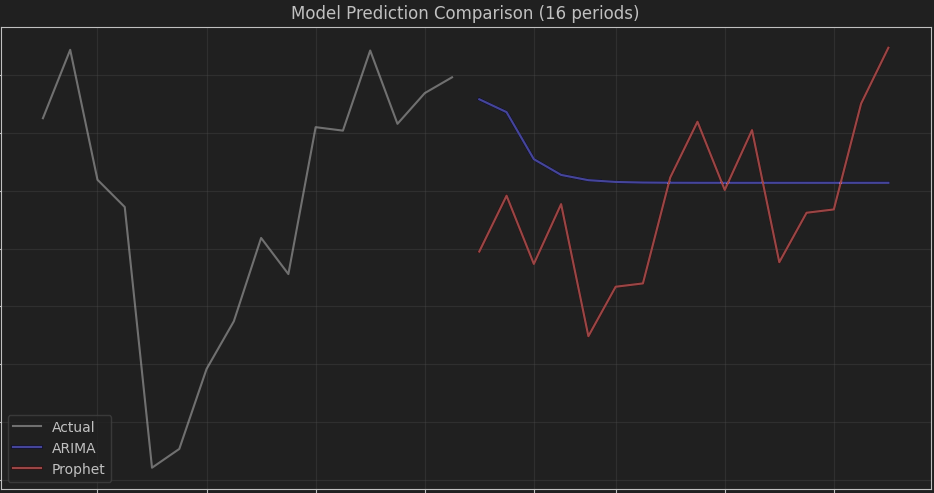 Model Prediction Comparison (16 periods)
Actual
ARIMA
Prophet